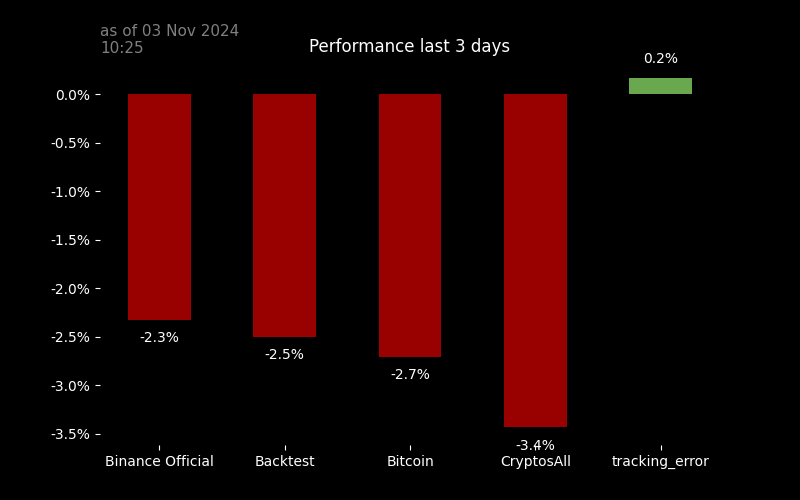 as of 03 Nov 2024
10:25
Performance last 3 days
0.2%
0.0%
-0.5%
-1.0%
-1.5%
-2.0%
-2.5%
-3.0%
-3.5%
-2.3%
-2.5%
-2.7%
-3.4%
Binance Official
Backtest
Bitcoin
CryptosAll
tracking_error